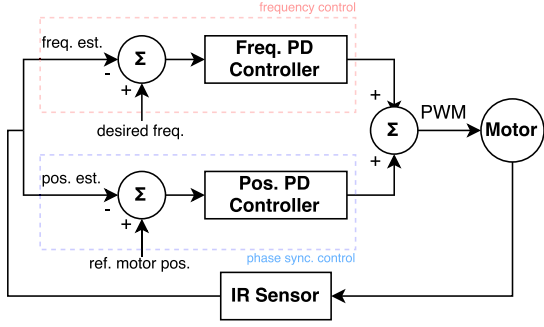 frequency control
freq. est.
-
Σ
+
desired freq.
Freq. PD
Controller
+
Σ
+
PWM
Motor
pos. est.
-
Σ
+
ref. motor pos.
Pos. PD
Controller
phase sync. control
IR Sensor